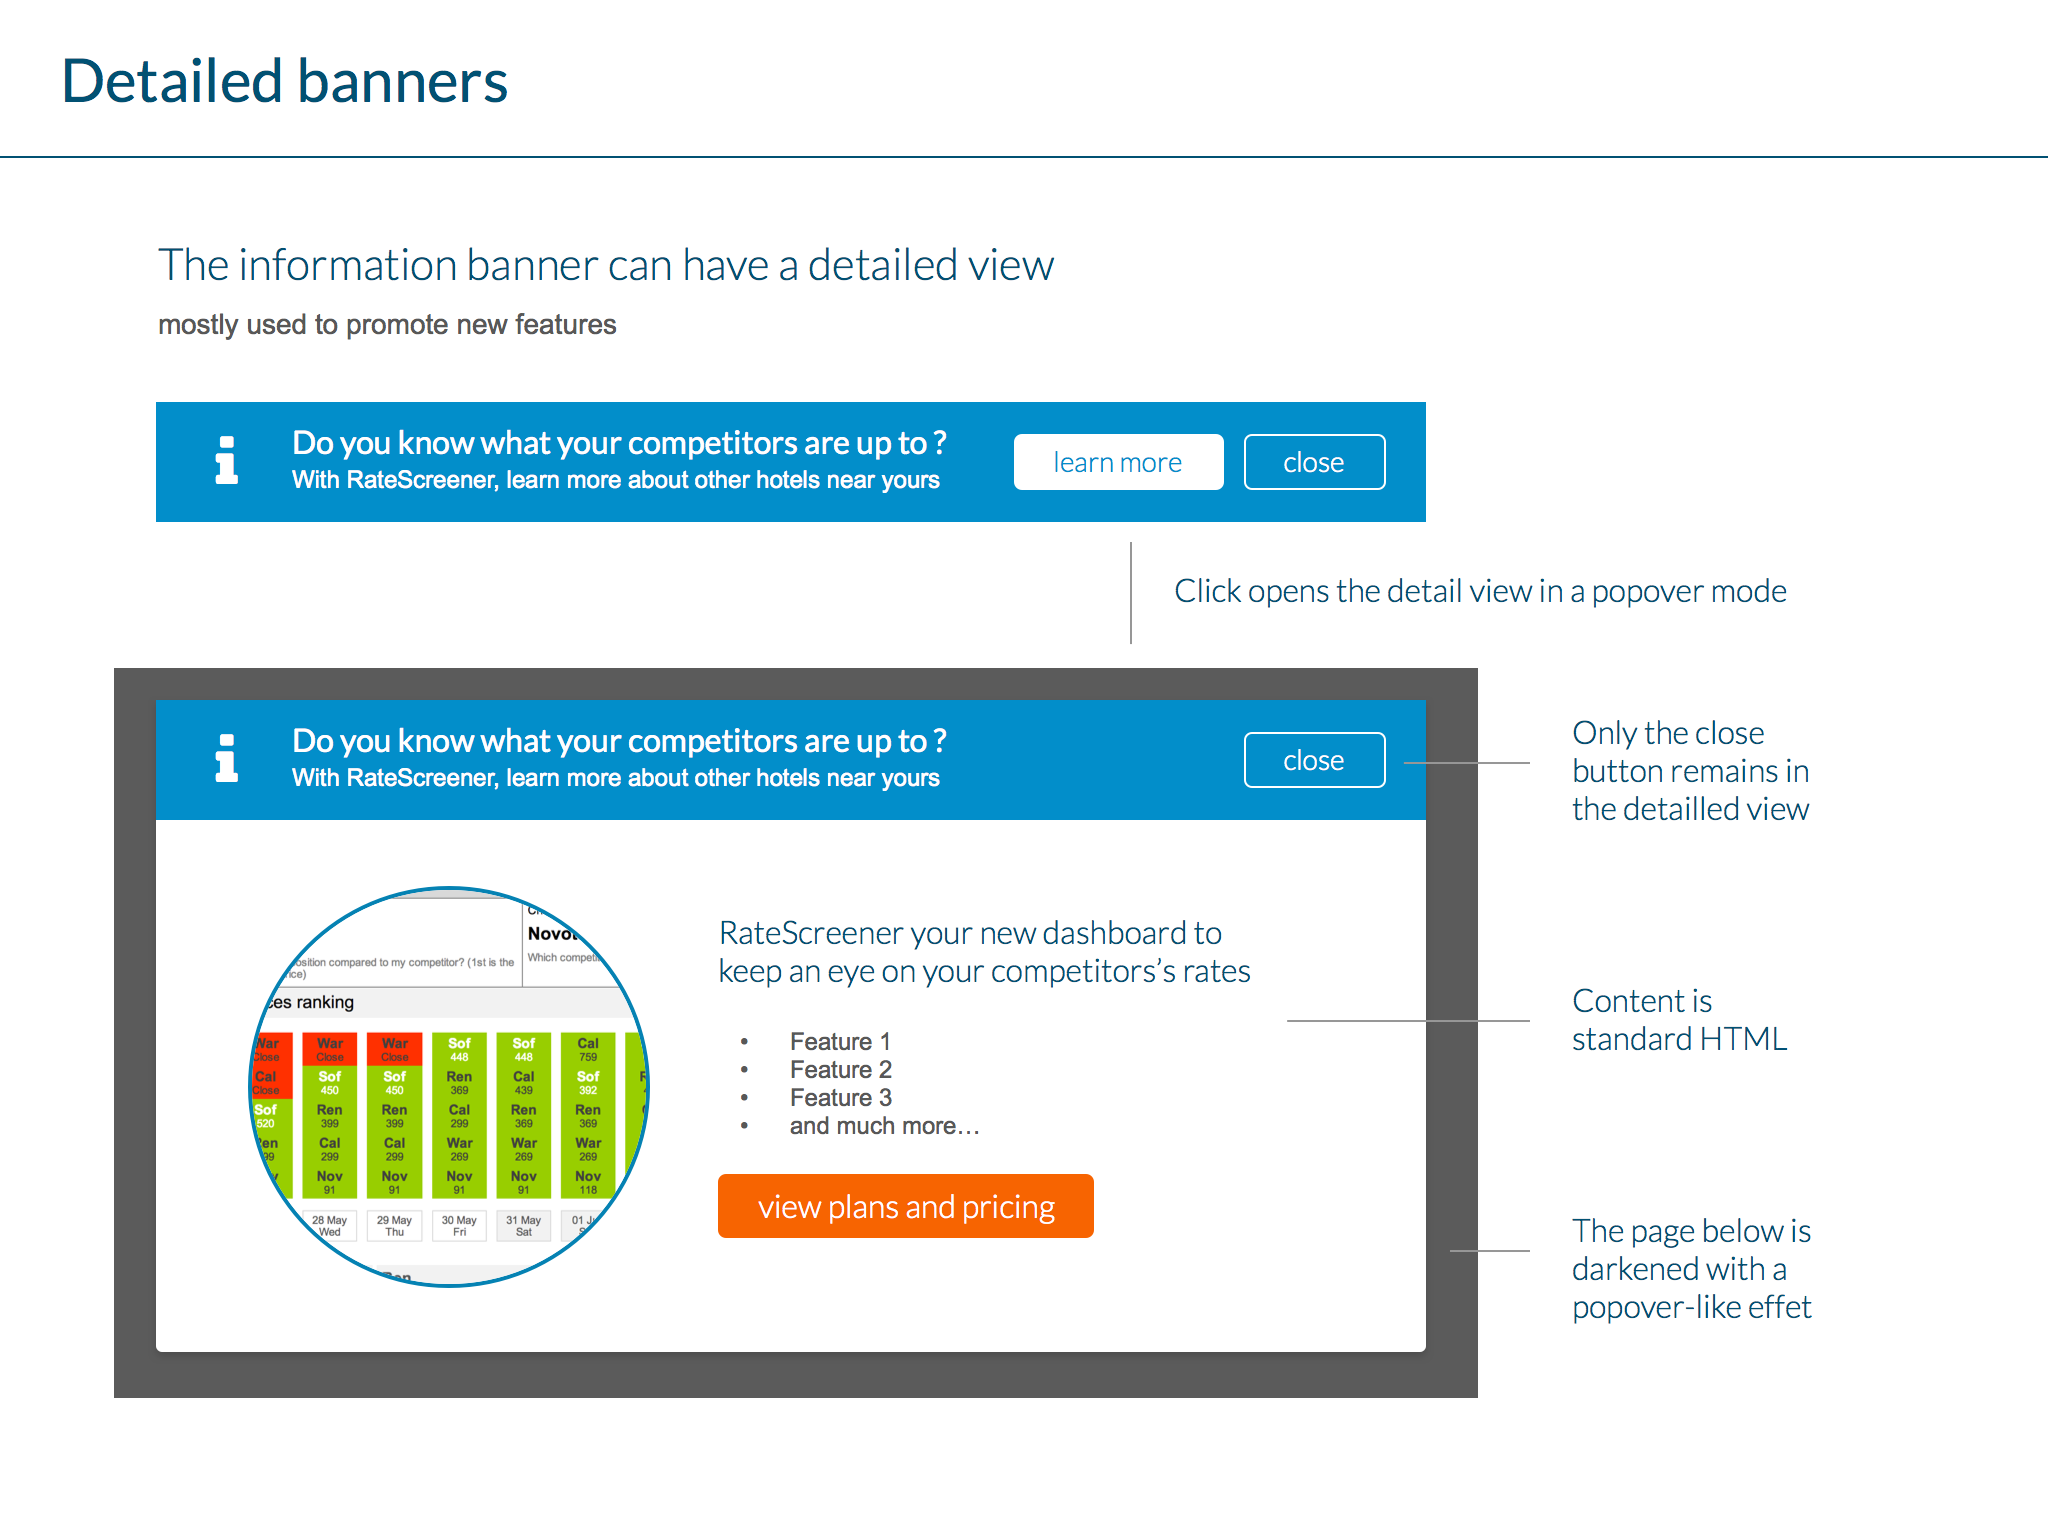 Detailed banners
The information banner can have a detailed view
mostly used to promote new features
Do you know what your competitors are up to ?
With RateScreener, learn more about other hotels near yours
learn more
close
Click opens the detail view in a popover mode
Do you know what your competitors are up to ?
With RateScreener, learn more about other hotels near yours
close
Only the close
button remains in
the detailled view
position compared to my competitor? (1st is the
Which
ranking
War War War Sof Sof Cal
Close Close Close 448 448 759
Cal Sof Sof Ren Cal Sof
Close 450 450 369 439 392
Sof Ren Ren Cal Ren Ren
520 399 399 299 369 369
Cal Cal War War War
299 299 269 269 269
Nov Nov Nov Nov Nov
91 91 91 91 118
28 May 29 May 30 May 31 May 01
Wed Thu Fri Sat
RateScreener your new dashboard to
keep an eye on your competitors’s rates
• Feature 1
• Feature 2
• Feature 3
• and much more…
view plans and pricing
Content is
standard HTML
The page below is
darkened with a
popover-like effet